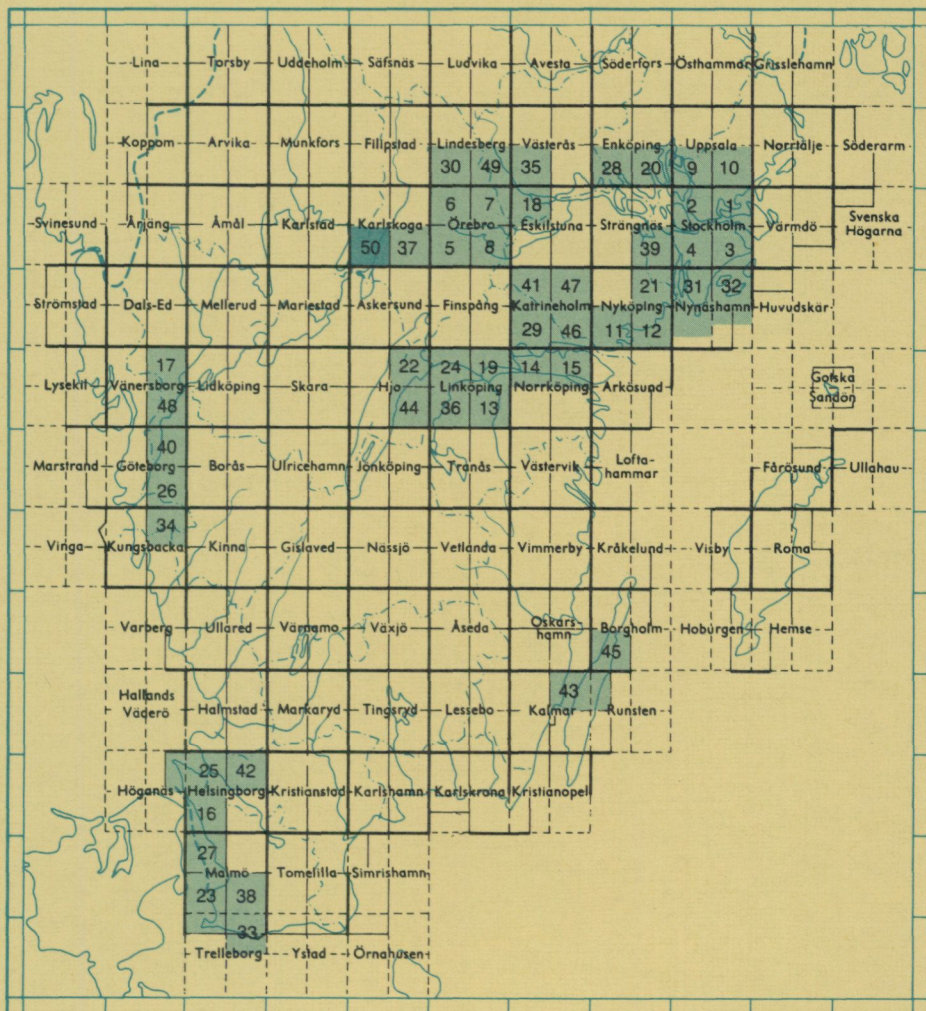 Lina Torsby Uddeholm Säfsnäs Ludvika Avesta Söderfors Östhammar Grisslehamn
Koppom Arvika Munkfors Filipstad Lindesberg Västerås Enköping Uppsala Norrtälje Söderarm
30 49 35 28 20 9 10
6 7 18 2 1
Svinesund Årjäng Åmål Karlstad Karlskoga Örebro Eskilstuna Strängnäs Stockholm Värmdö Svenska
Högarna
50 37 5 8 39 4 3
41 47 21 31 32
Strömstad Dals-Ed Mellerud Mariestad Askersund Finspång Katrineholm Nyköping Nynäshamn Huvudskär
29 46 11 12
17 22 24 19 14 15
Lysekil Vänersborg Lidköping Skara Hjo Linköping Norrköping Arkösund Gotska
Sandön
48 44 36 13
40
Marstrand Göteborg Borås Ulricehamn Jönköping Tranås Västervik Lofta-
hammar Fårösund Ullahau
26
34
Vinga Kungsbacka Kinna Gislaved Nässjö Vetlanda Vimmerby Kråkelund Visby Roma
Varberg Ullared Värnamo Växjö Åseda Oskars-
hamn Borgholm Hoburgen Hemse
45
43
Hallands
Väderö Halmstad Markaryd Tingsryd Lessebo Kalmar Runsten
25 42
Höganäs Helsingborg Kristianstad Karlshamn Karlskrona Kristianopel
16
27
Malmö Tomelilla Simrishamn
23 38
33
Trelleborg Ystad Örnahusen